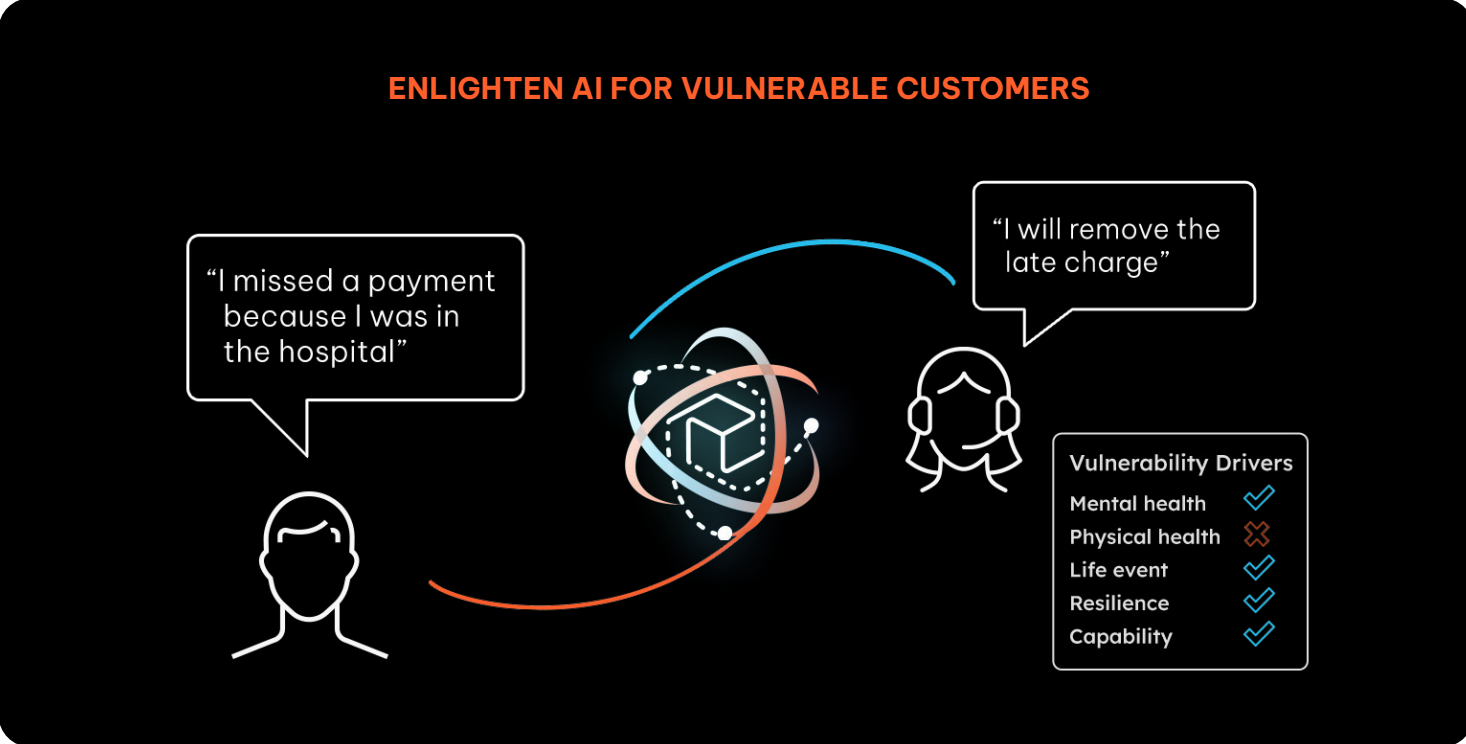 ENLIGHTEN AI FOR VULNERABLE CUSTOMERS
“I missed a payment
because I was in
the hospital”
“I will remove the
late charge”
Vulnerability Drivers
Mental health
Physical health
Life event
Resilience
Capability